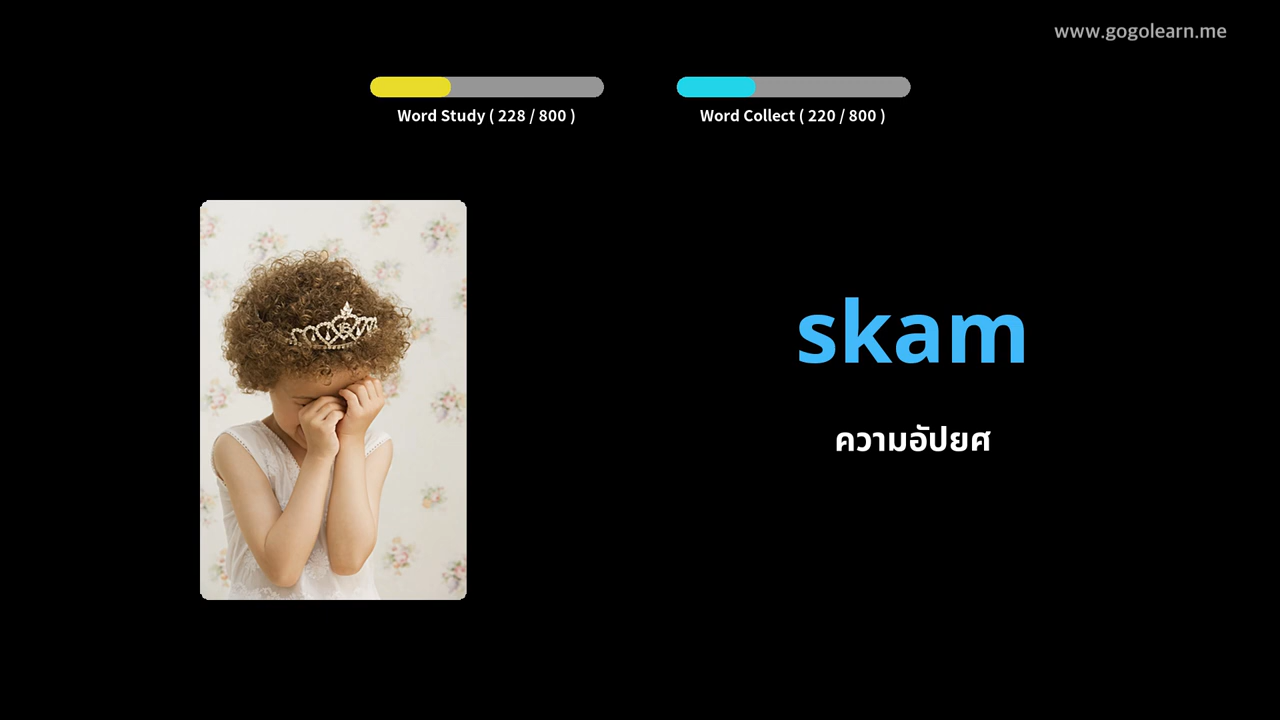 www.gogolearn.me
Word Study ( 228 / 800 )
Word Collect ( 220 / 800 )
skam
ความอัปยศ